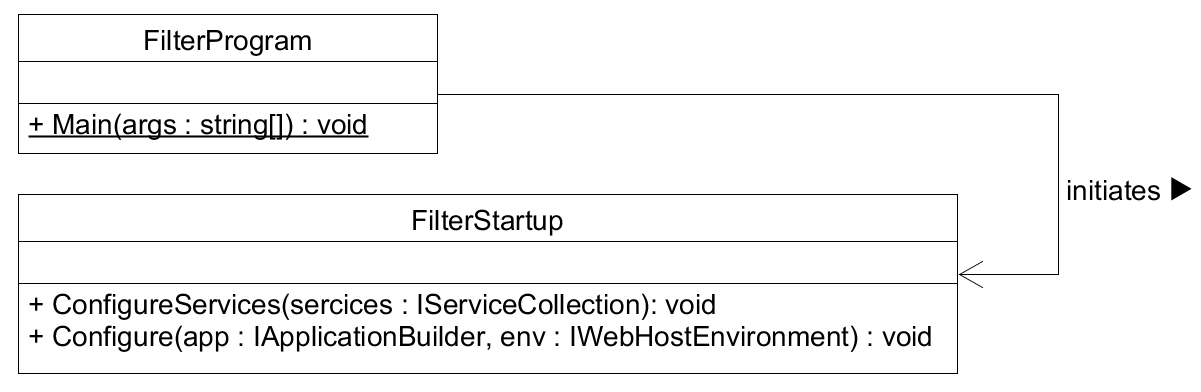 FilterProgram
+ Main(args : string[]) : void
initiates ▶
FilterStartup
+ ConfigureServices(sercices : IServiceCollection): void
+ Configure(app : IApplicationBuilder, env : IWebHostEnvironment) : void